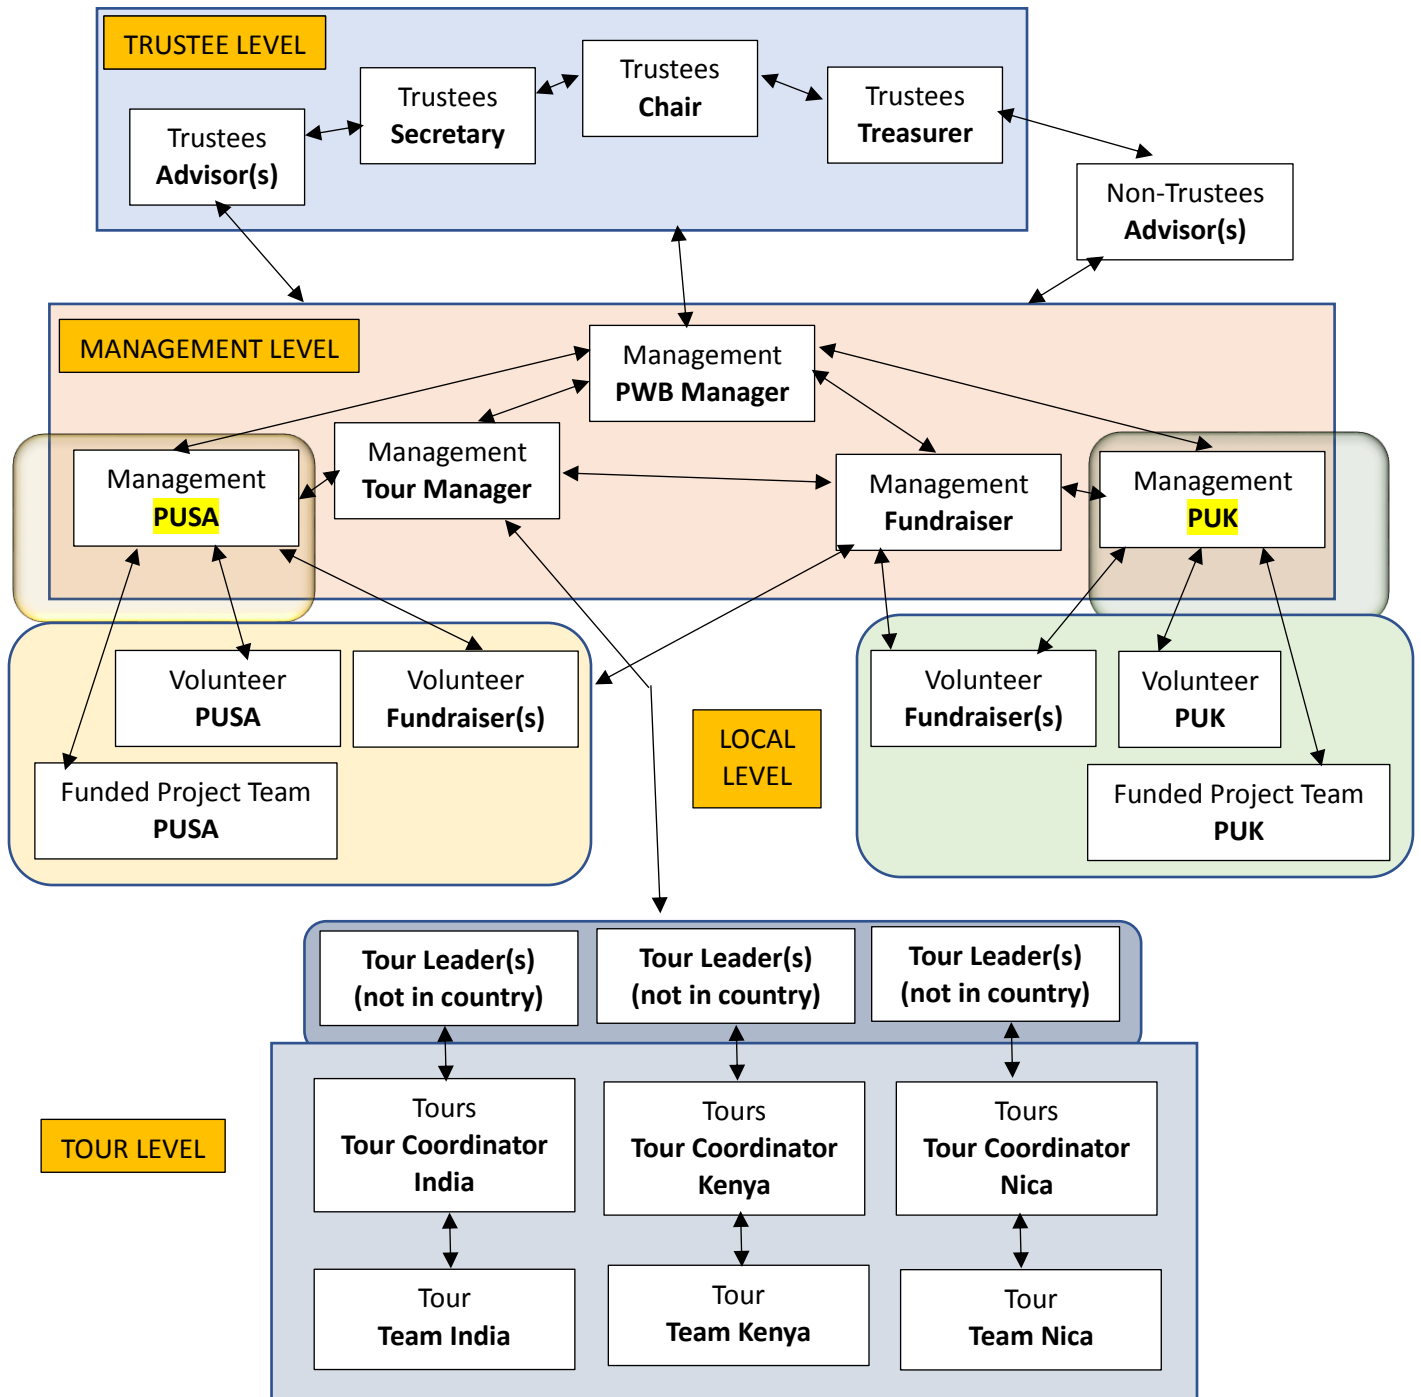 TRUSTEE LEVEL
Trustees
Chair
Trustees
Secretary
Trustees
Treasurer
Trustees
Advisor(s)
Non-Trustees
Advisor(s)
MANAGEMENT LEVEL
Management
PWB Manager
Management
Tour Manager
Management
PUSA
Management
Fundraiser
Management
PUK
Volunteer
PUSA
Volunteer
Fundraiser(s)
Funded Project Team
PUSA
LOCAL
LEVEL
Volunteer
Fundraiser(s)
Volunteer
PUK
Funded Project Team
PUK
Tour Leader(s)
(not in country)
Tour Leader(s)
(not in country)
Tour Leader(s)
(not in country)
TOUR LEVEL
Tours
Tour Coordinator
India
Tours
Tour Coordinator
Kenya
Tours
Tour Coordinator
Nica
Tour
Team India
Tour
Team Kenya
Tour
Team Nica